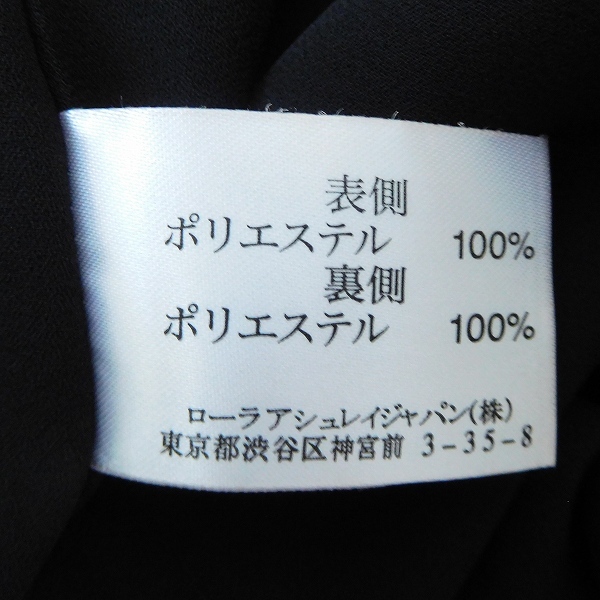 表側
ポリエステル 100%
裏側
ポリエステル 100%
ローラアシュレイジャパン(株)
東京都渋谷区神宮前 3-35-8